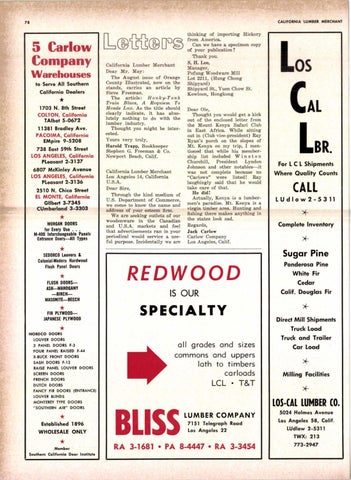 78
CALIFORNIA LUMBER MERCHANT
5 Carlow
Company
Warehouses
to Serve All Southern
California Dealers
★
1703 N. 8th Street
COLTON, California
TAlbot 5-0672
11281 Bradley Ave.
PACOIMA, California
EMpire 9-5208
738 East 59th Street
LOS ANGELES, California
PLeasant 2-3137
6807 McKinley Avenue
LOS ANGELES, California
PLeasant 2-3136
2510 N. Chico Street
EL MONTE, California
GIlbert 3-7345
CUmberland 3-3303
★
MORGAN DOORS
for Every Use
M-405 Interchangeable Panels
Entrance Doors—All Types
★
SEDORCO Louvers &
Colonial-Modern Hardwood
Flush Panel Doors
★
FLUSH DOORS—
ASH—MAHOGANY
—BIRCH—
MASONITE—BEECH
★
FIR PLYWOOD—
JAPANESE PLYWOOD
★
NORDCO DOORS
LOUVER DOORS
2 PANEL DOORS P-5
FOUR PANEL RAISED P-44
X-BUCK FRONT DOORS
SASH DOORS P-12
RAISE PANEL LOUVER DOORS
SCREEN DOORS
FRENCH DOORS
DUTCH DOORS
FANCY FIR DOORS (ENTRANCE)
LOUVER BLINDS
MONTEREY TYPE DOORS
"SOUTHERN AIR" DOORS
★
Established 1896
WHOLESALE ONLY
★
Member
Southern California Door Institute
Letters
California Lumber Merchant
Dear Mr. May:
The August issue of Orange
County Illustrated, now on the
stands, carries an article by
Steve Freeman.
The article: Honky-Tonk
Train Blues, A Requiem To
Meade Lux. As the title should
clearly indicate, it has absolutely
nothing to do with the
lumber industry.
Thought you might be interested.
Yours very truly,
Harold Trapp, Bookkeeper
Stephen G. Freeman & Co.
Newport Beach, Calif.
California Lumber Merchant
Los Angeles 14, California
U.S.A.
Dear Sirs,
Through the kind medium of
U.S. Department of Commerce,
we come to know the name and
address of your esteem firm.
We are seeking outlets of our
woodwares in the Canadian
and U.S.A. markets and feel
that advertisements ran in your
periodical would service a useful
purpose. Incidentally we are
thinking of importing Hickory
from America.
Can we have a specimen copy
of your publication?
Thank you.
S. H. Loo,
Manager,
Pofung Woodware Mill
Lot 2211, (Hong Chong
Shipyard)
Shipyard St., Yuen Chow St.
Kowloon, Hongkong
Dear Ole,
Thought you would get a kick
out of the enclosed letter from
the Mount Kenya Safari Club
in East Africa. While sitting
out in (Club vice-president) Ray
Ryan's porch on the slopes of
Mt. Kenya on my trip, I mentioned
that while his membership
list included Winston
Churchill, President Lyndon
Johnson and other notables—it
was not complete because no
"Carlows" were listed! Ray
laughingly said that he would
take care of that.
He did!
Actually, Kenya is a lumberman's
paradise. Mt. Kenya is a
virgin timber area. Hunting and
fishing there makes anything in
the states look sad.
Regards,
Jack Carlow
Carlow Company
Los Angeles, Calif.
REDWOOD
IS OUR
SPECIALTY
all grades and sizes
commons and uppers
lath to timbers
carloads
LCL • T&T
BLISS
LUMBER COMPANY
7151 Telegraph Road
Los Angeles 22
RA 3-1681 • PA 8-4447 • RA 3-3454
LOS
CAL
LBR.
For L C L Shipments
Where Quality Counts
CALL
LUdlow 2-5311
★
Complete Inventory
★
Sugar Pine
Ponderosa Pine
White Fir
Cedar
Calif. Douglas Fir
★
Direct Mill Shipments
Truck Load
Truck and Trailer
Car Load
★
Milling Facilities
★
LOS-CAL LUMBER CO.
5024 Holmes Avenue
Los Angeles 58, Calif.
LUdlow 2-5311
TWX: 213
773-2947